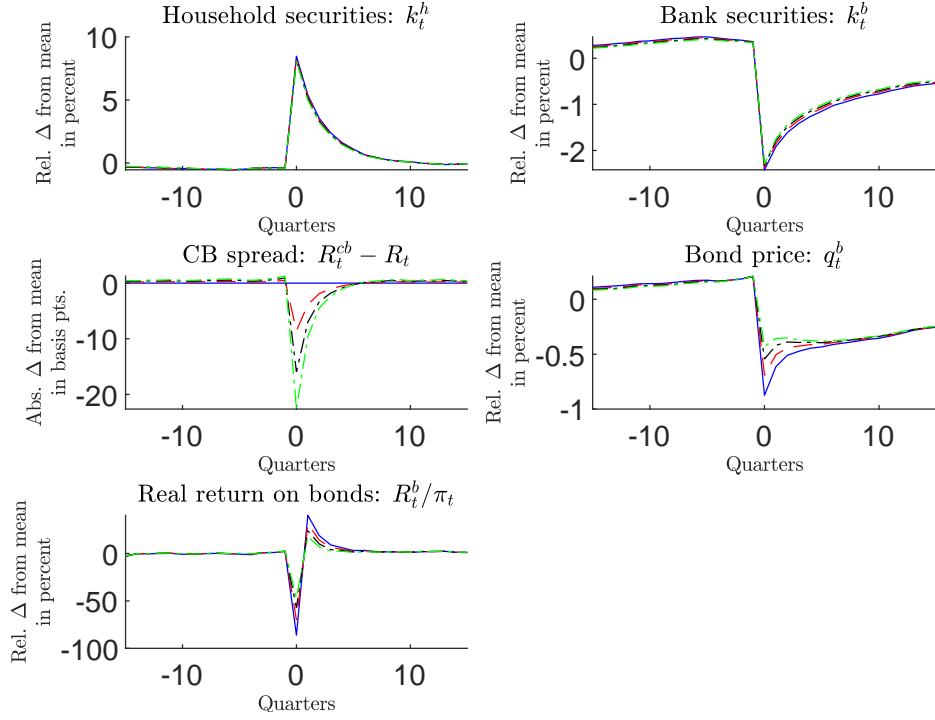 Household securities: k_t^h
Rel. Δ from mean
in percent
10
5
0
-10
0
10
Quarters
Bank securities: k_t^b
Rel. Δ from mean
in percent
0
-1
-2
-10
0
10
Quarters
CB spread: R_t^{cb} − R_t
Abs. Δ from mean
in basis pts.
0
-10
-20
-10
0
10
Quarters
Bond price: q_t^b
Rel. Δ from mean
in percent
0
-0.5
-1
-10
0
10
Quarters
Real return on bonds: R_t^b/π_t
Rel. Δ from mean
in percent
0
-50
-100
-10
0
10
Quarters